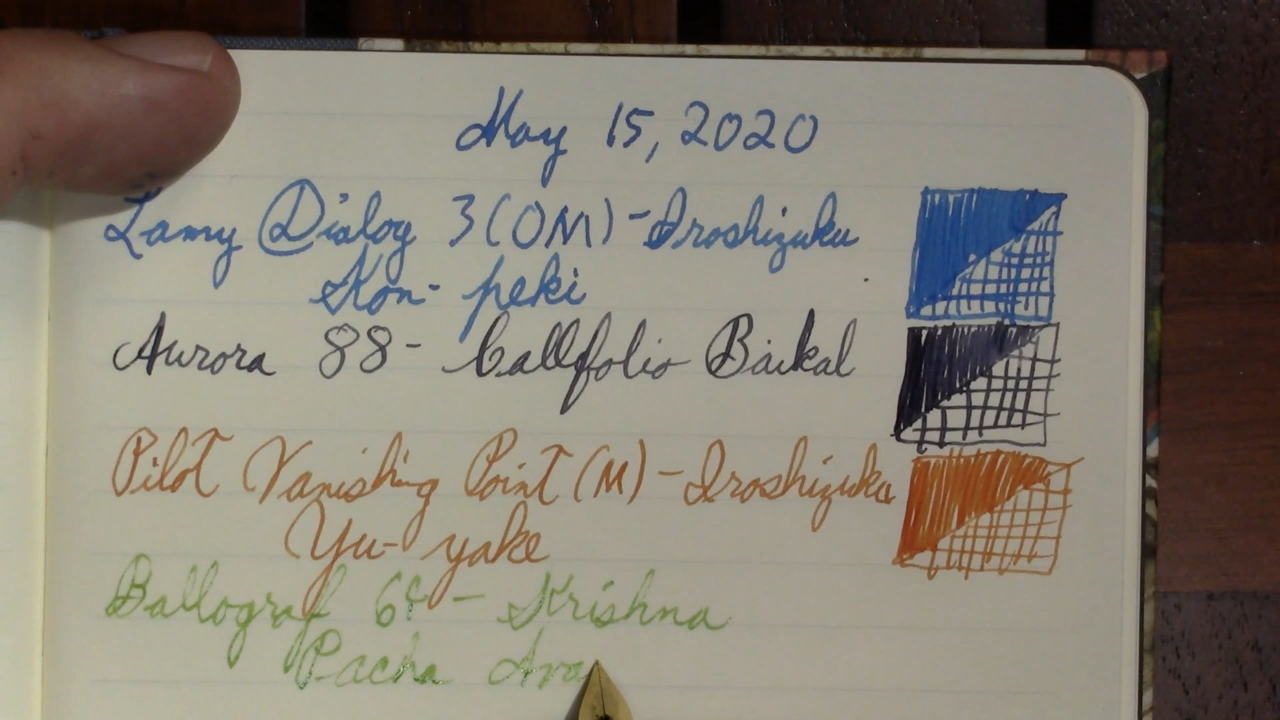 May 15, 2020
Lamy Dialog 3 (OM) - Iroshizuku
Kon-peki
Aurora 88 - Callfolio Baikal
Pilot Vanishing Point (M) - Iroshizuku
Yu-yake
Ballograf - Krishna
Pacha Ava